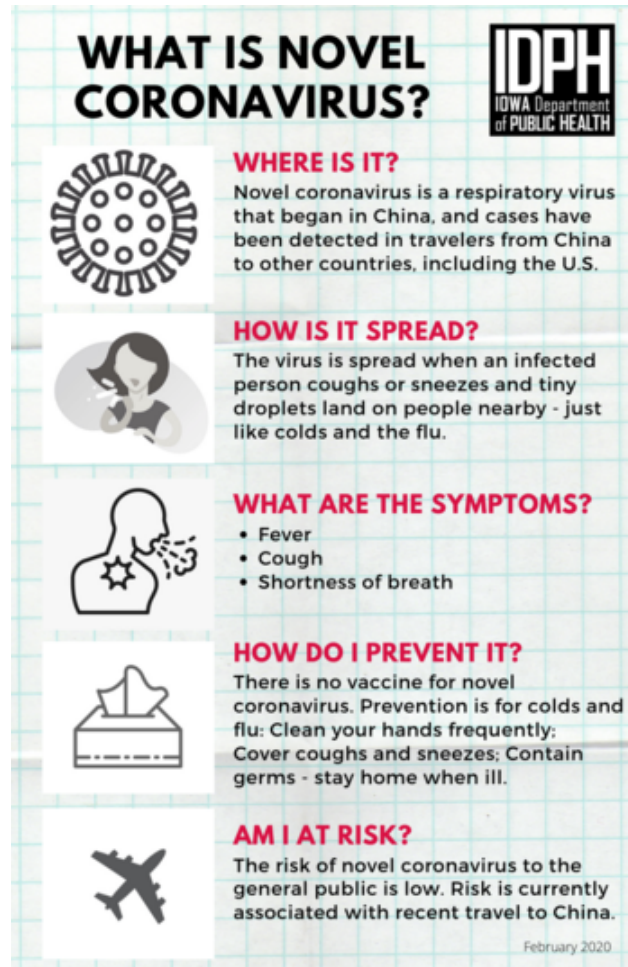 WHAT IS NOVEL
CORONAVIRUS?
IDPH
IOWA Department
of PUBLIC HEALTH
WHERE IS IT?
Novel coronavirus is a respiratory virus
that began in China, and cases have
been detected in travelers from China
to other countries, including the U.S.
HOW IS IT SPREAD?
The virus is spread when an infected
person coughs or sneezes and tiny
droplets land on people nearby - just
like colds and the flu.
WHAT ARE THE SYMPTOMS?
• Fever
• Cough
• Shortness of breath
HOW DO I PREVENT IT?
There is no vaccine for novel
coronavirus. Prevention is for colds and
flu: Clean your hands frequently;
Cover coughs and sneezes; Contain
germs - stay home when ill.
AM I AT RISK?
The risk of novel coronavirus to the
general public is low. Risk is currently
associated with recent travel to China.
February 2020